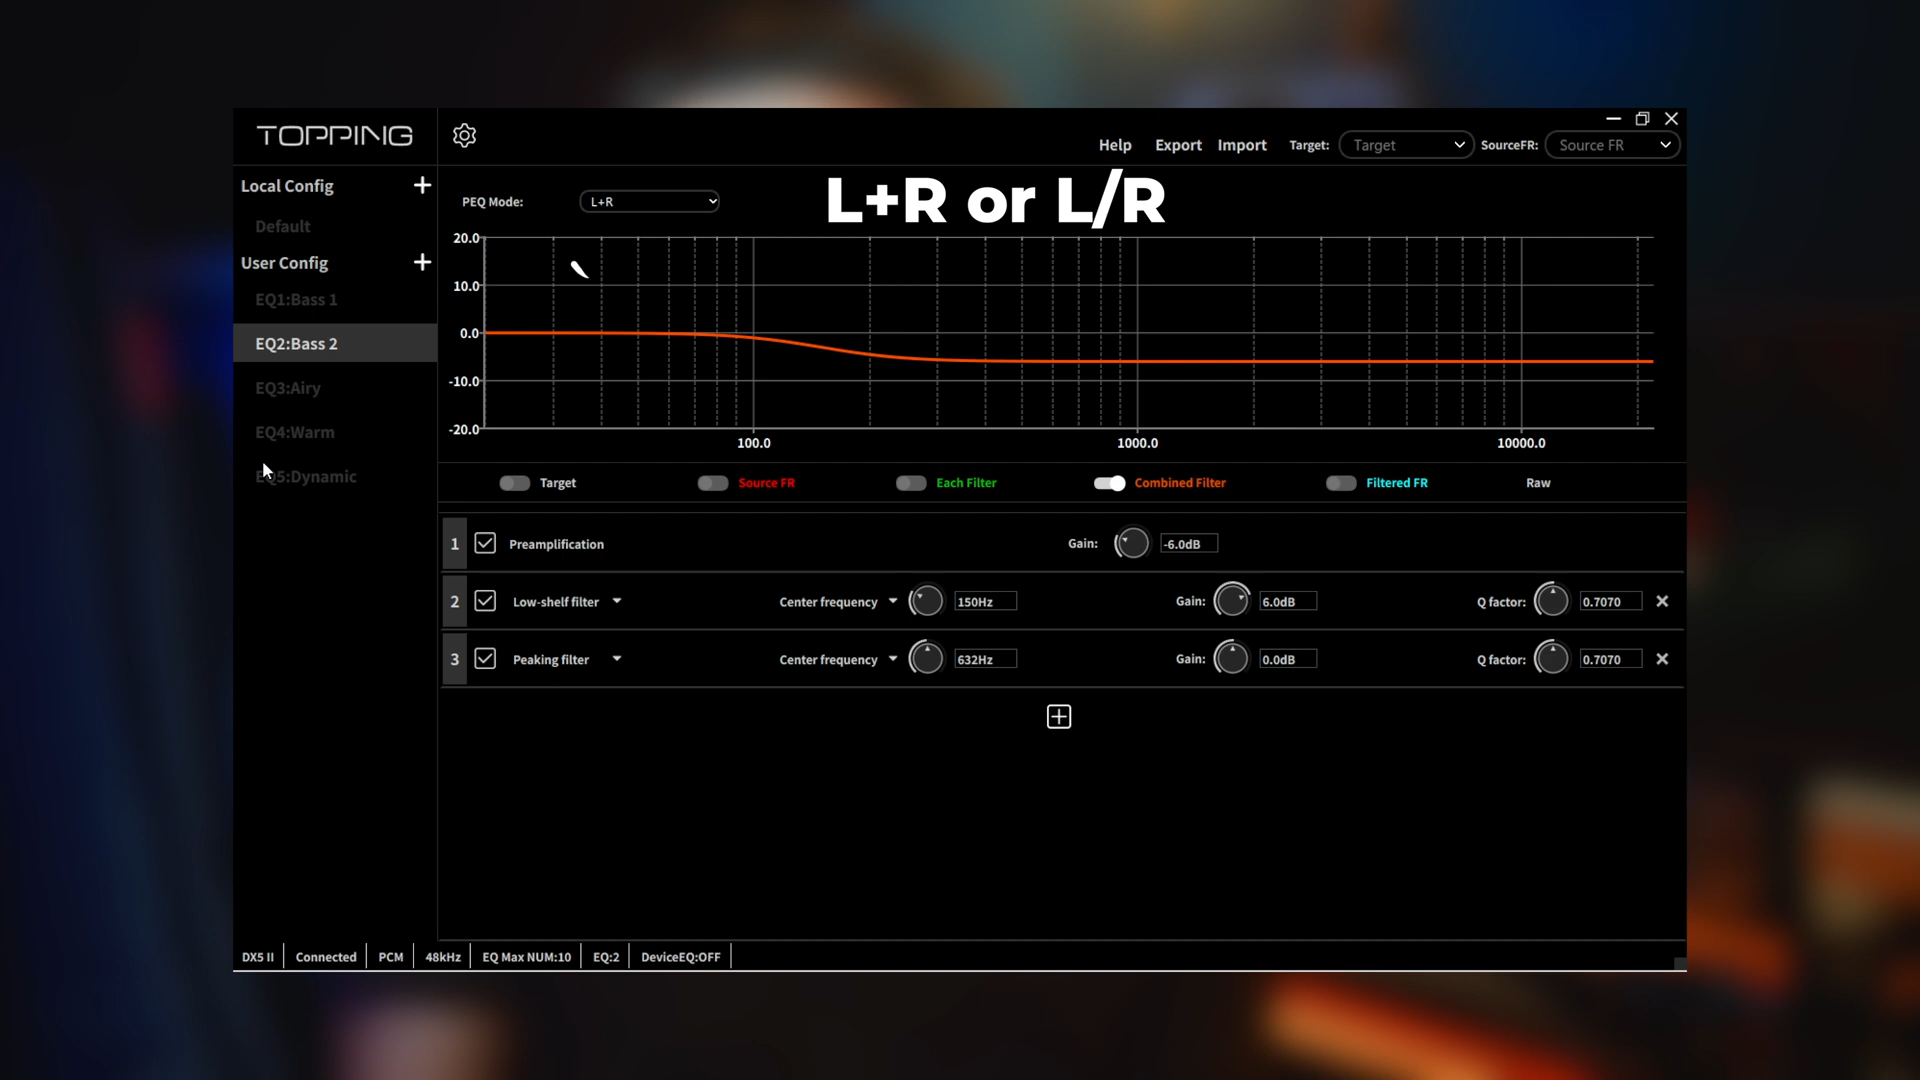 TOPPING
Help Export Import Target: Target SourceFR: Source FR
Local Config +
Default
User Config +
EQ1:Bass 1
EQ2:Bass 2
EQ3:Airy
EQ4:Warm
EQ5:Dynamic
PEQ Mode: L+R
L+R or L/R
20.0
10.0
0.0
-10.0
-20.0
100.0 1000.0 10000.0
Target Source FR Each Filter Combined Filter Filtered FR Raw
1 Preamplification Gain: -6.0dB
2 Low-shelf filter Center frequency 150Hz Gain: 6.0dB Q factor: 0.7070
3 Peaking filter Center frequency 632Hz Gain: 0.0dB Q factor: 0.7070
DX5 II Connected PCM 48kHz EQ Max NUM:10 EQ:2 DeviceEQ:OFF